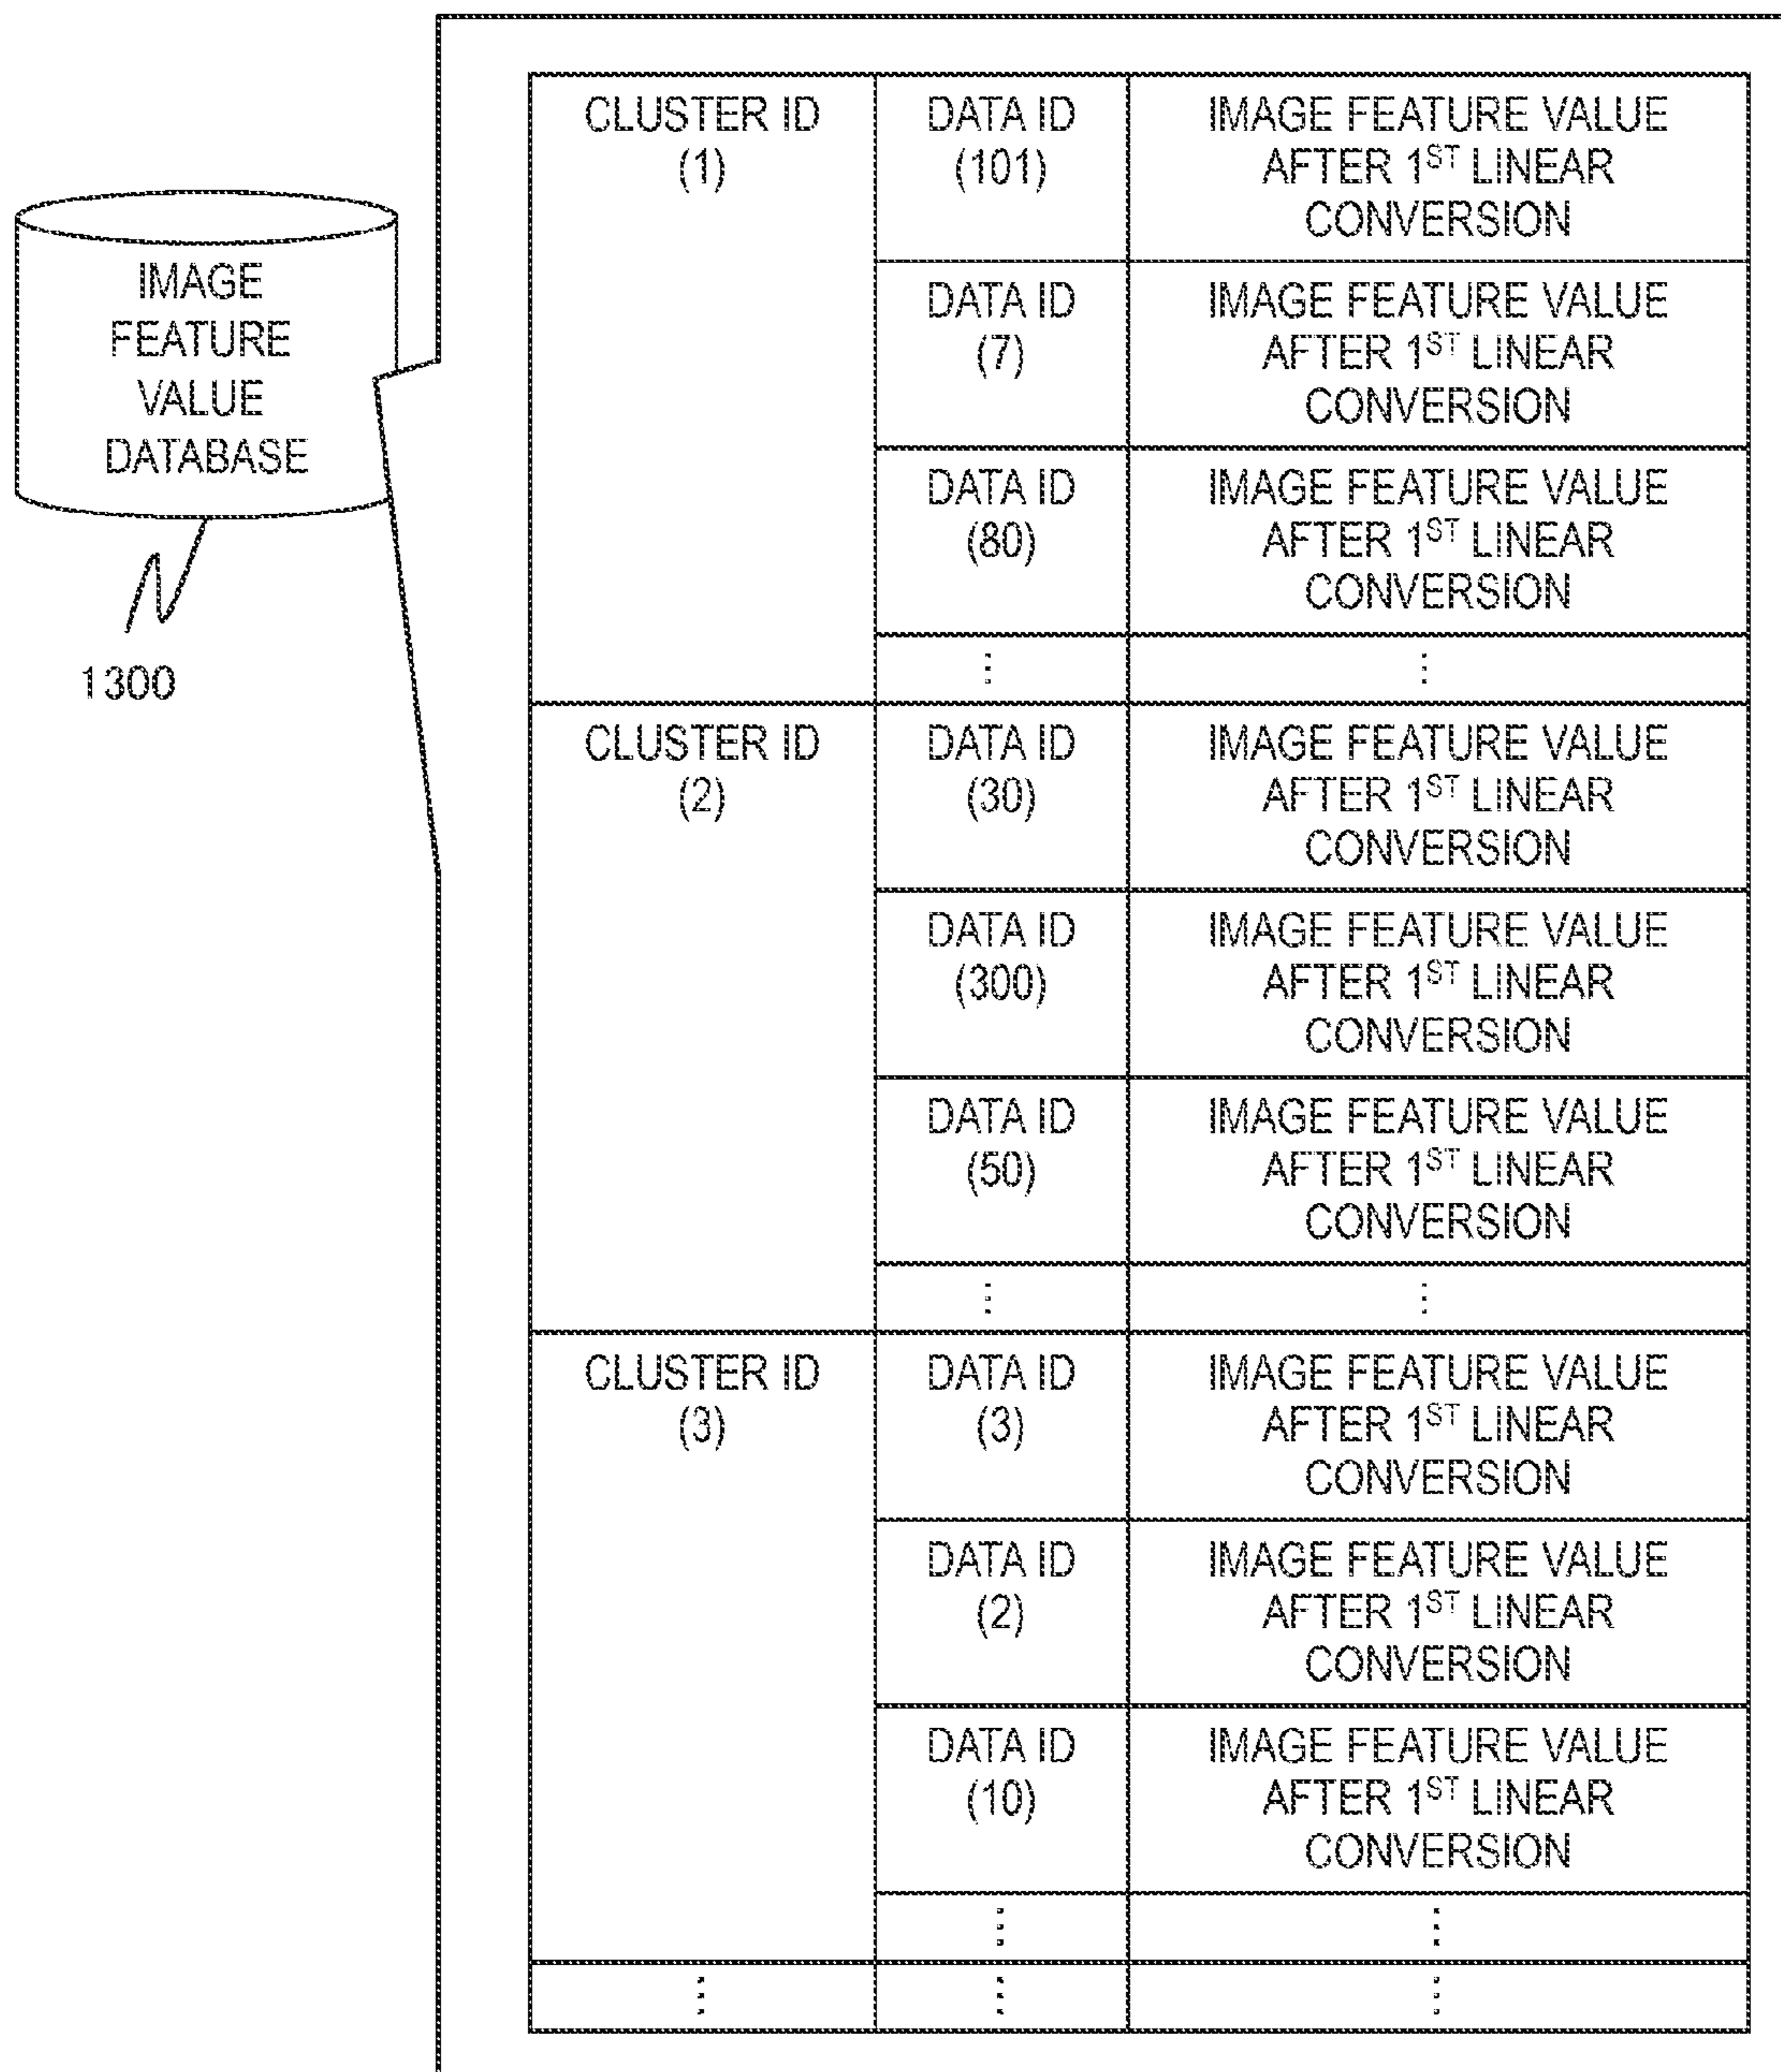 IMAGE
FEATURE
VALUE
DATABASE
1300
CLUSTER ID
(1)
DATA ID
(101)
IMAGE FEATURE VALUE
AFTER 1ST LINEAR
CONVERSION
DATA ID
(7)
IMAGE FEATURE VALUE
AFTER 1ST LINEAR
CONVERSION
DATA ID
(80)
IMAGE FEATURE VALUE
AFTER 1ST LINEAR
CONVERSION
⋮
⋮
CLUSTER ID
(2)
DATA ID
(30)
IMAGE FEATURE VALUE
AFTER 1ST LINEAR
CONVERSION
DATA ID
(300)
IMAGE FEATURE VALUE
AFTER 1ST LINEAR
CONVERSION
DATA ID
(50)
IMAGE FEATURE VALUE
AFTER 1ST LINEAR
CONVERSION
⋮
⋮
CLUSTER ID
(3)
DATA ID
(3)
IMAGE FEATURE VALUE
AFTER 1ST LINEAR
CONVERSION
DATA ID
(2)
IMAGE FEATURE VALUE
AFTER 1ST LINEAR
CONVERSION
DATA ID
(10)
IMAGE FEATURE VALUE
AFTER 1ST LINEAR
CONVERSION
⋮
⋮
⋮
⋮
⋮